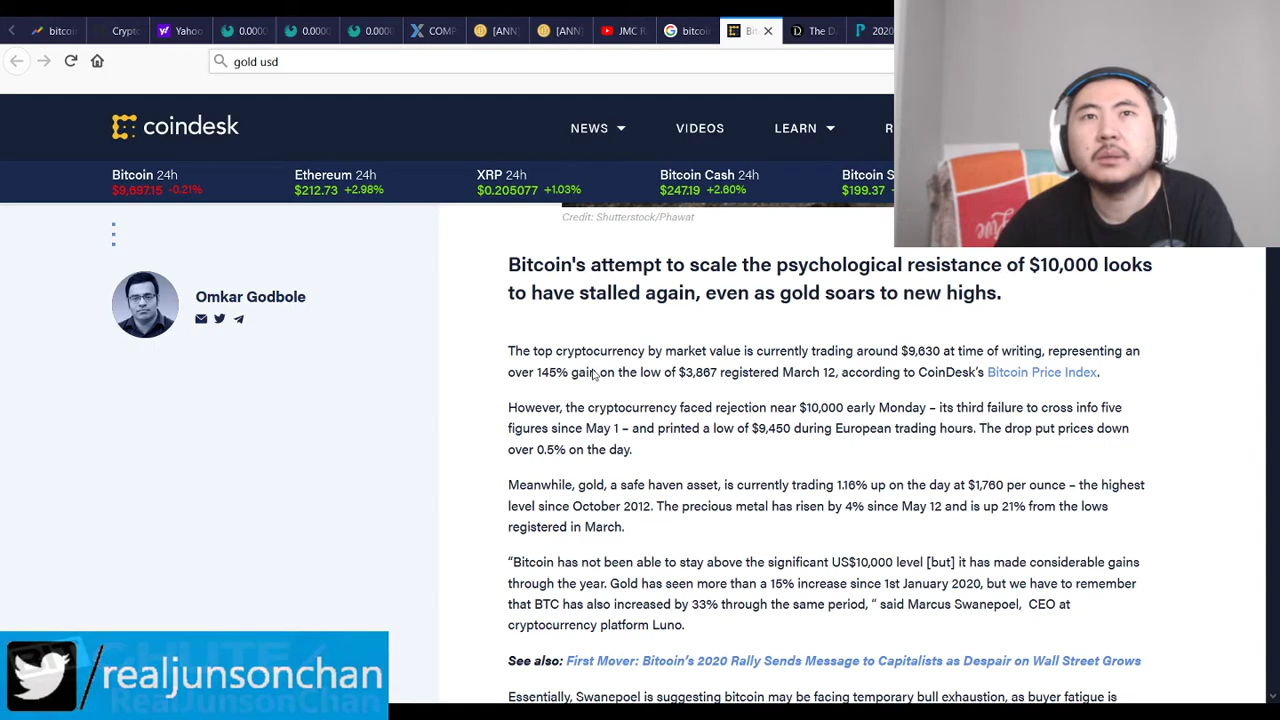 bitcoi
Crypto
Yahoo
0.0000
0.0000
0.0000
COMP
[ANN
[ANN
JMC R
bitcoi
Bit
The D
2020
gold usd
coindesk
NEWS
VIDEOS
LEARN
R
Bitcoin 24h
$9,697.15 -0.21%
Ethereum 24h
$212.73 +2.98%
XRP 24h
$0.205077 +1.03%
Bitcoin Cash 24h
$247.19 +2.60%
Bitcoin S
$199.37
Credit: Shutterstock/Phawat
Omkar Godbole
Bitcoin's attempt to scale the psychological resistance of $10,000 looks
to have stalled again, even as gold soars to new highs.
The top cryptocurrency by market value is currently trading around $9,630 at time of writing, representing an
over 145% gain on the low of $3,867 registered March 12, according to CoinDesk's Bitcoin Price Index.
However, the cryptocurrency faced rejection near $10,000 early Monday – its third failure to cross info five
figures since May 1 – and printed a low of $9,450 during European trading hours. The drop put prices down
over 0.5% on the day.
Meanwhile, gold, a safe haven asset, is currently trading 1.16% up on the day at $1,760 per ounce – the highest
level since October 2012. The precious metal has risen by 4% since May 12 and is up 21% from the lows
registered in March.
“Bitcoin has not been able to stay above the significant US$10,000 level [but] it has made considerable gains
through the year. Gold has seen more than a 15% increase since 1st January 2020, but we have to remember
that BTC has also increased by 33% through the same period, “ said Marcus Swanepoel, CEO at
cryptocurrency platform Luno.
See also: First Mover: Bitcoin's 2020 Rally Sends Message to Capitalists as Despair on Wall Street Grows
Essentially, Swanepoel is suggesting bitcoin may be facing temporary bull exhaustion, as buyer fatigue is
/realjunsonchan